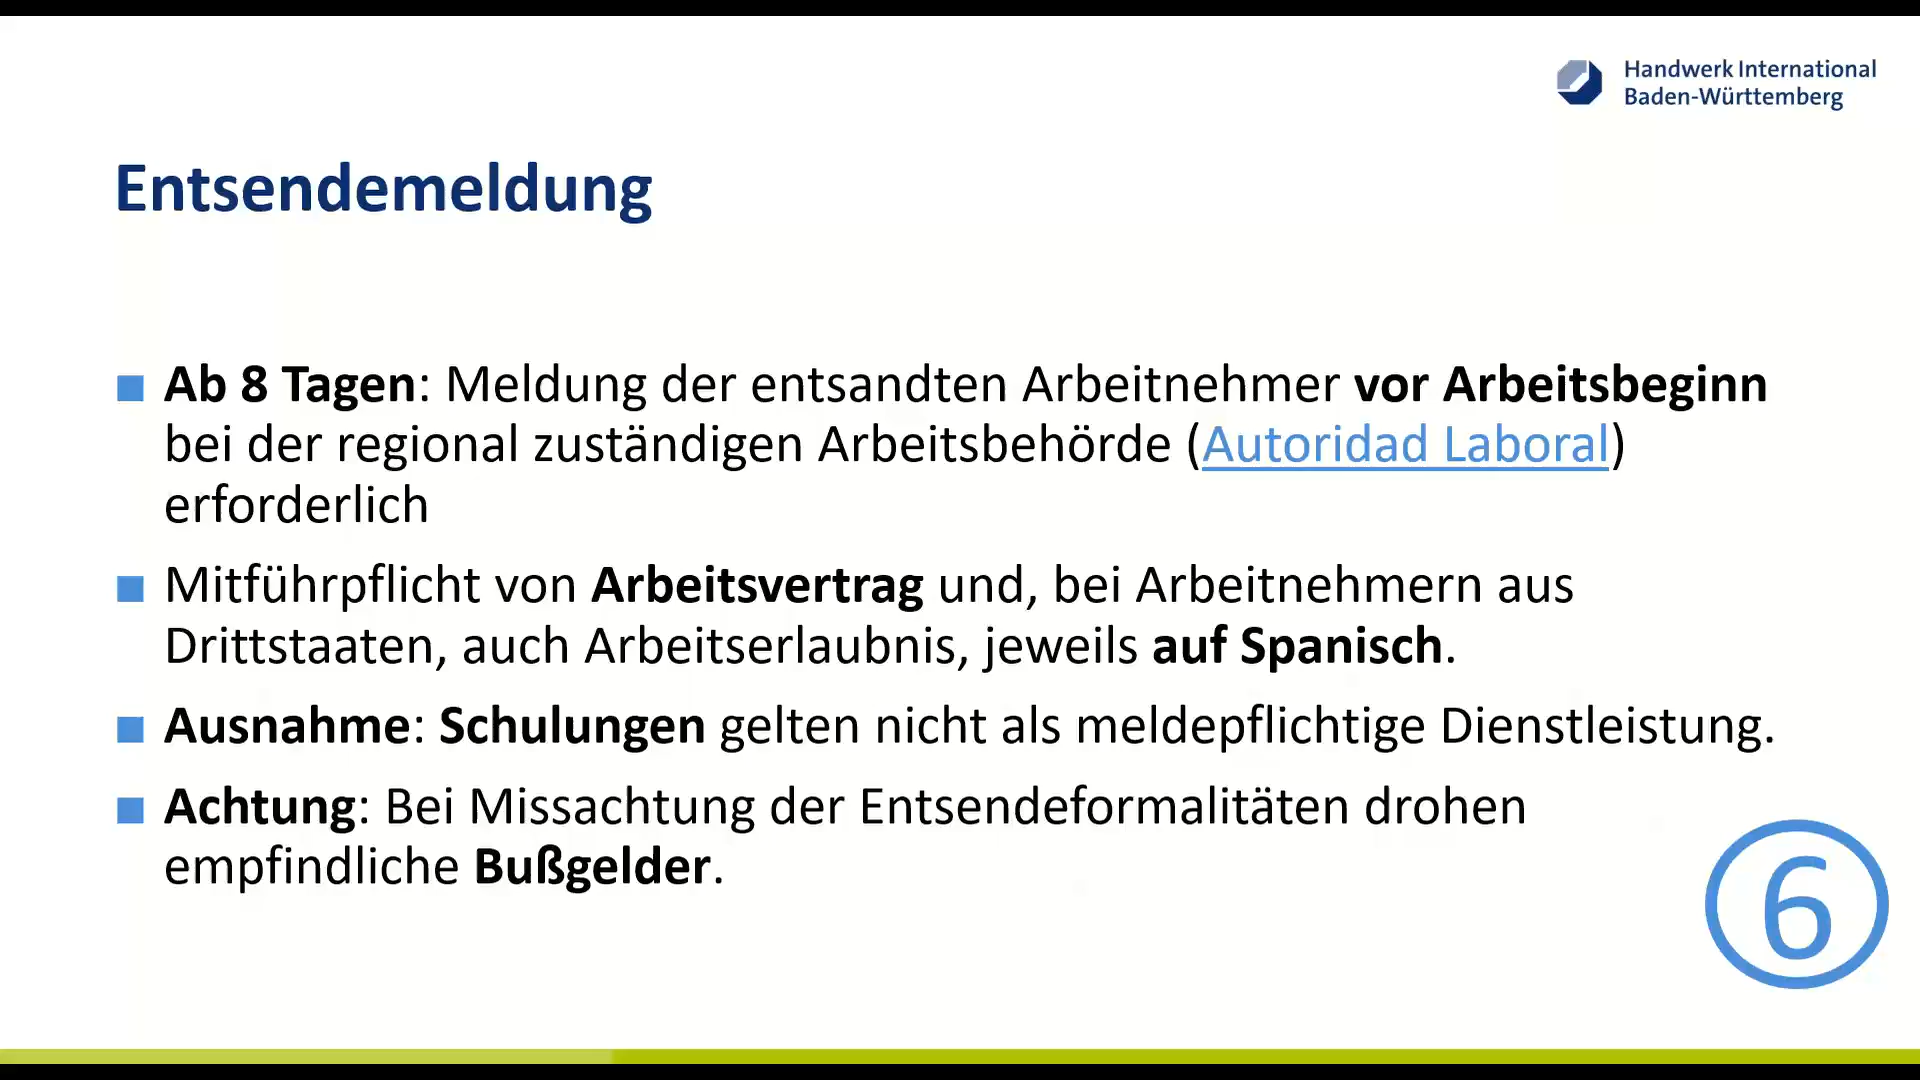 Handwerk International
Baden-Württemberg
Entsendemeldung
■ Ab 8 Tagen: Meldung der entsandten Arbeitnehmer vor Arbeitsbeginn
bei der regional zuständigen Arbeitsbehörde (Autoridad Laboral)
erforderlich
■ Mitführpflicht von Arbeitsvertrag und, bei Arbeitnehmern aus
Drittstaaten, auch Arbeitserlaubnis, jeweils auf Spanisch.
■ Ausnahme: Schulungen gelten nicht als meldepflichtige Dienstleistung.
■ Achtung: Bei Missachtung der Entsendeformalitäten drohen
empfindliche Bußgelder.
6